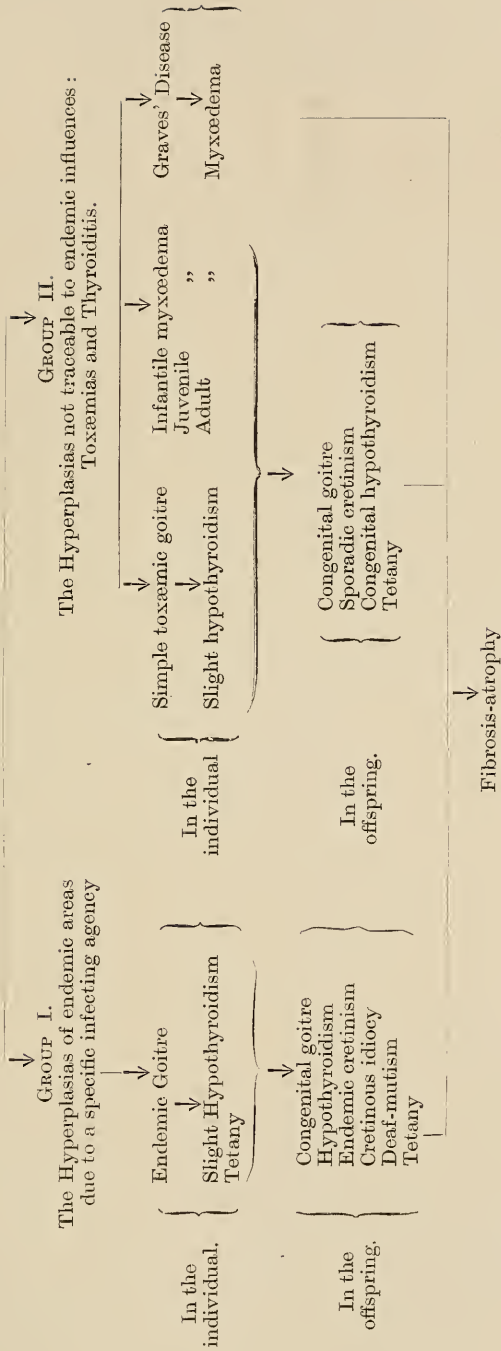 GROUP I.
The Hyperplasias of endemic areas
due to a specific infecting agency
In the
individual.
Endemic Goitre
Slight Hypothyroidism
Tetany
In the
offspring.
Congenital goitre
Hypothyroidism
Endemic cretinism
Cretinous idiocy
Deaf-mutism
Tetany
GROUP II.
The Hyperplasias not traceable to endemic influences :
Toxæmias and Thyroiditis.
In the
individual
Simple toxæmic goitre
Slight hypothyroidism
Infantile myxœdema
Juvenile ,,
Adult ,,
Graves' Disease
Myxœdema
In the
offspring.
Congenital goitre
Sporadic cretinism
Congenital hypothyroidism
Tetany
Fibrosis-atrophy